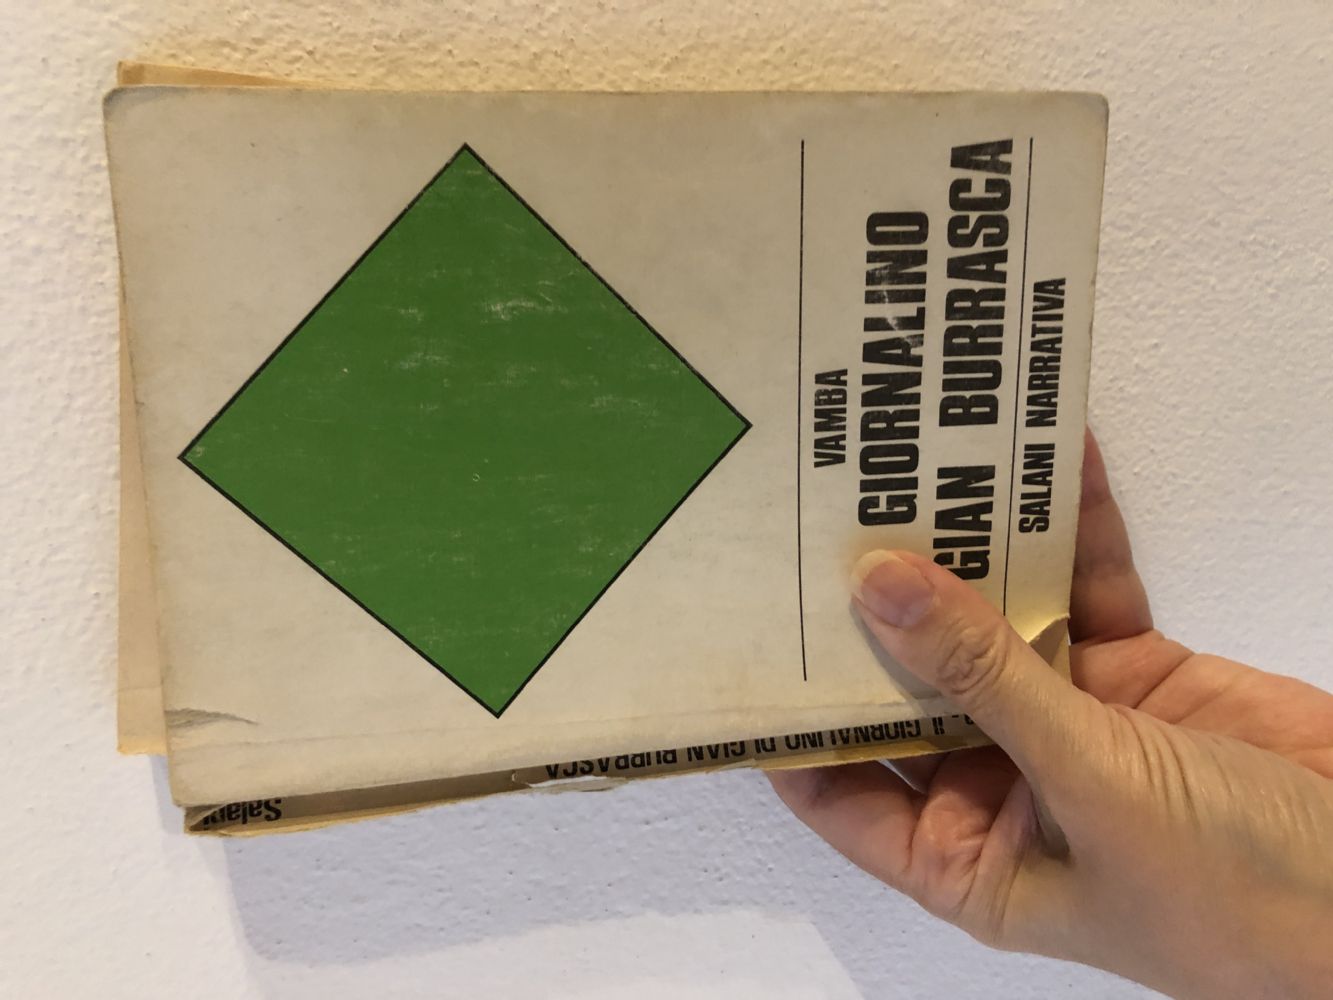 VAMBA
GIORNALINO
GIAN BURRASCA
SALANI NARRATIVA
- IL GIORNALINO DI GIAN BURRASCA
Salani